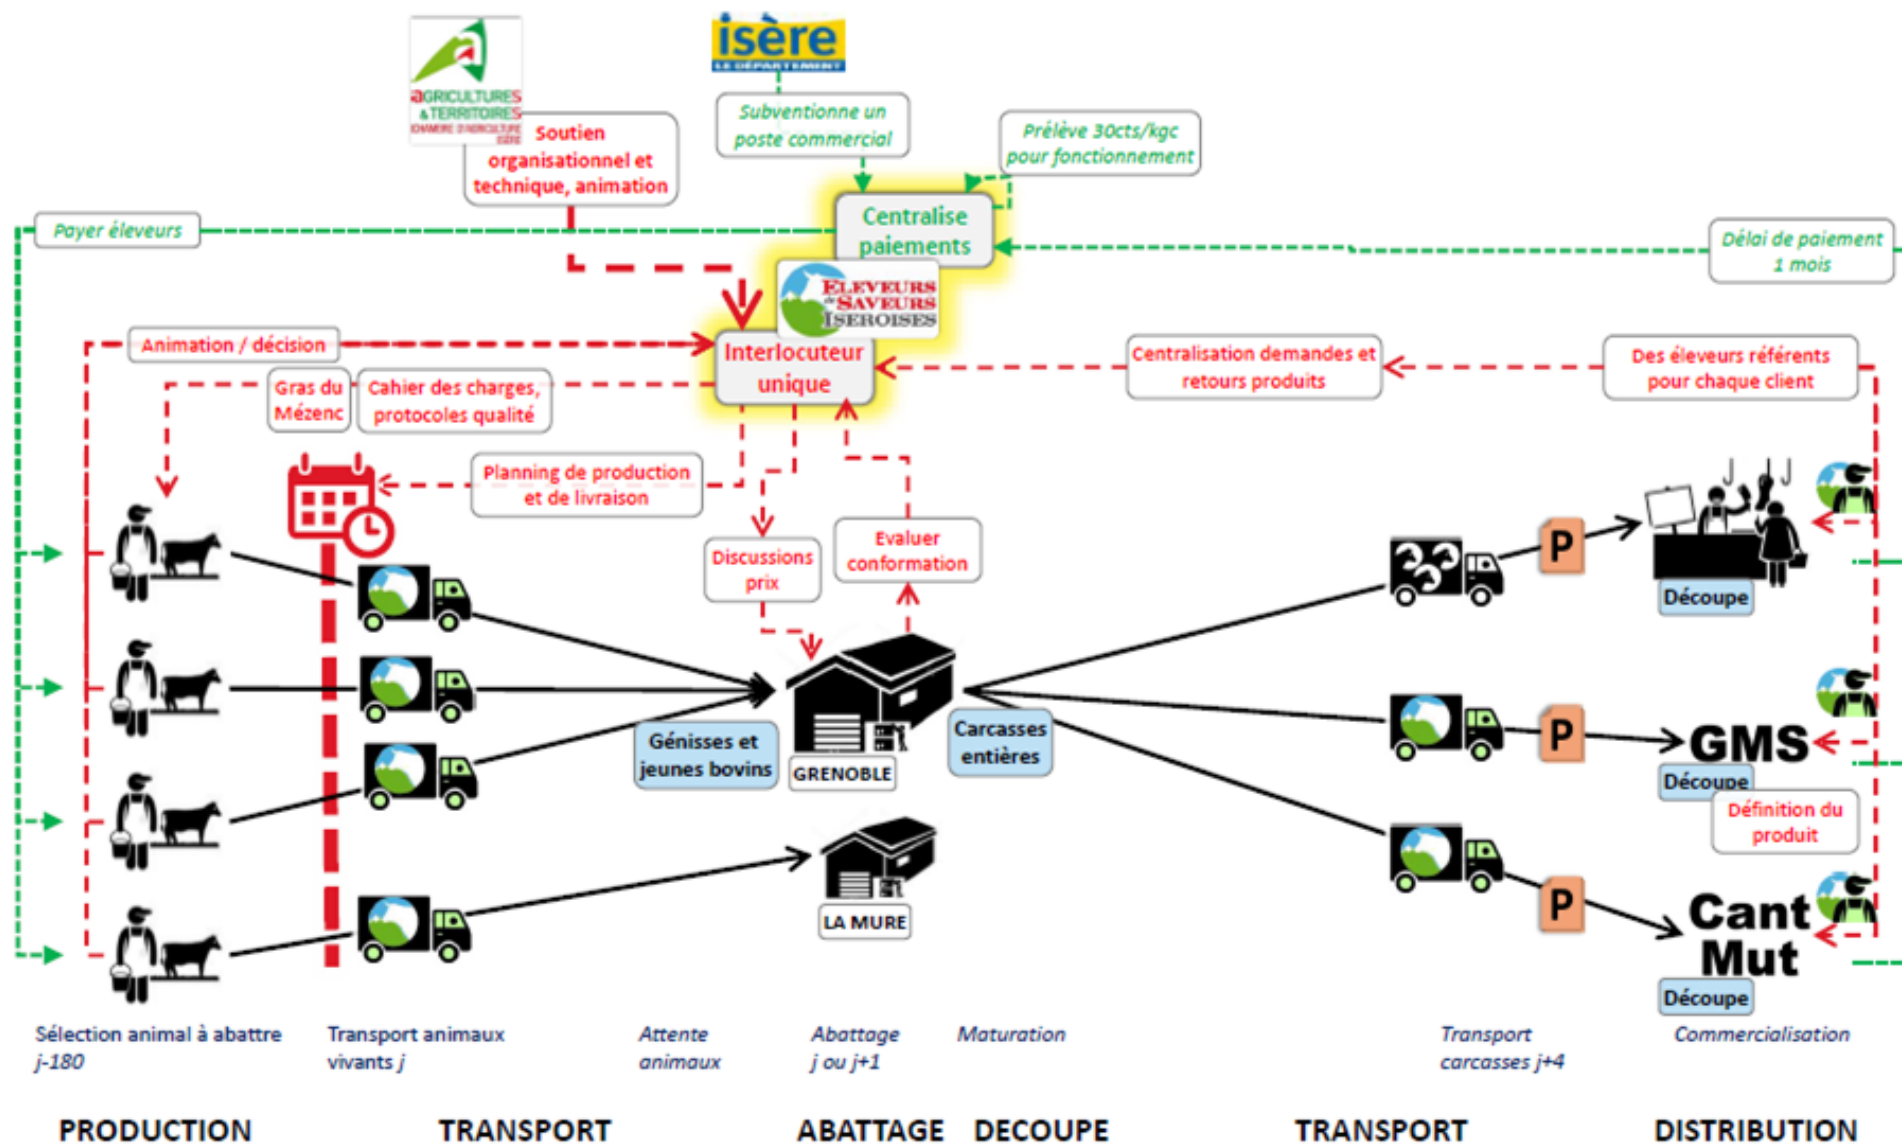 isère
LE DÉPARTEMENT
aGRICULTURES
& TERRITOIRES
CHAMBRE D'AGRICULTURE
ISÈRE
Soutien
organisationnel et
technique, animation
Subventionne un
poste commercial
Prélève 30cts/kgc
pour fonctionnement
Payer éleveurs
Centralise
paiements
Délai de paiement
1 mois
ELEVEURS
de SAVEURS
ISEROISES
Animation / décision
Interlocuteur
unique
Centralisation demandes et
retours produits
Des éleveurs référents
pour chaque client
Gras du
Mézenc
Cahier des charges,
protocoles qualité
Planning de production
et de livraison
Discussions
prix
Evaluer
conformation
P
Découpe
Génisses et
jeunes bovins
GRENOBLE
Carcasses
entières
P
GMS
Découpe
Définition du
produit
LA MURE
P
Cant
Mut
Découpe
Sélection animal à abattre
j-180
Transport animaux
vivants j
Attente
animaux
Abattage
j ou j+1
Maturation
Transport
carcasses j+4
Commercialisation
PRODUCTION
TRANSPORT
ABATTAGE
DECOUPE
TRANSPORT
DISTRIBUTION